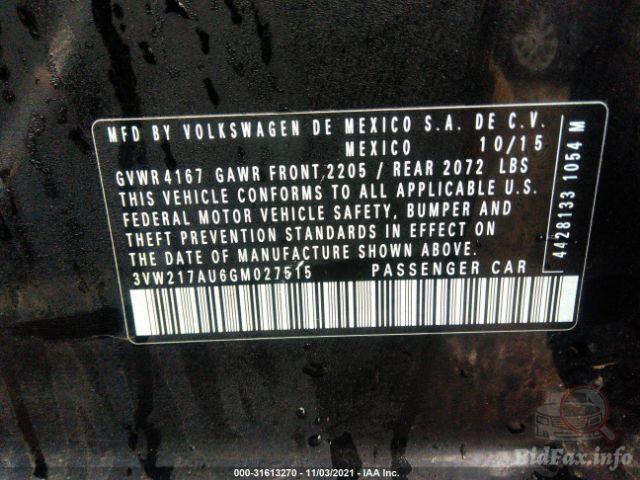 MFD BY VOLKSWAGEN DE MEXICO S.A. DE C.V.
MEXICO 10/15
GVWR 4167 GAWR FRONT 2205 / REAR 2072 LBS
THIS VEHICLE CONFORMS TO ALL APPLICABLE U.S.
FEDERAL MOTOR VEHICLE SAFETY, BUMPER AND
THEFT PREVENTION STANDARDS IN EFFECT ON
THE DATE OF MANUFACTURE SHOWN ABOVE.
3VW217AU6GM027515 PASSENGER CAR
4428133 1054 M
000-31613270 - 11/03/2021 - IAA Inc.
BidFax.info